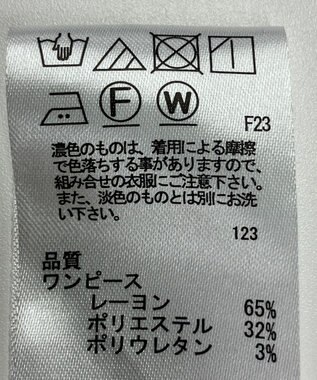 F W
F23
濃色のものは、着用による摩擦
で色落ちする事がありますので、
組み合せの衣服にご注意下さい。
また、淡色のものとは別にお洗
い下さい。
123
品質
ワンピース
レーヨン 65%
ポリエステル 32%
ポリウレタン 3%